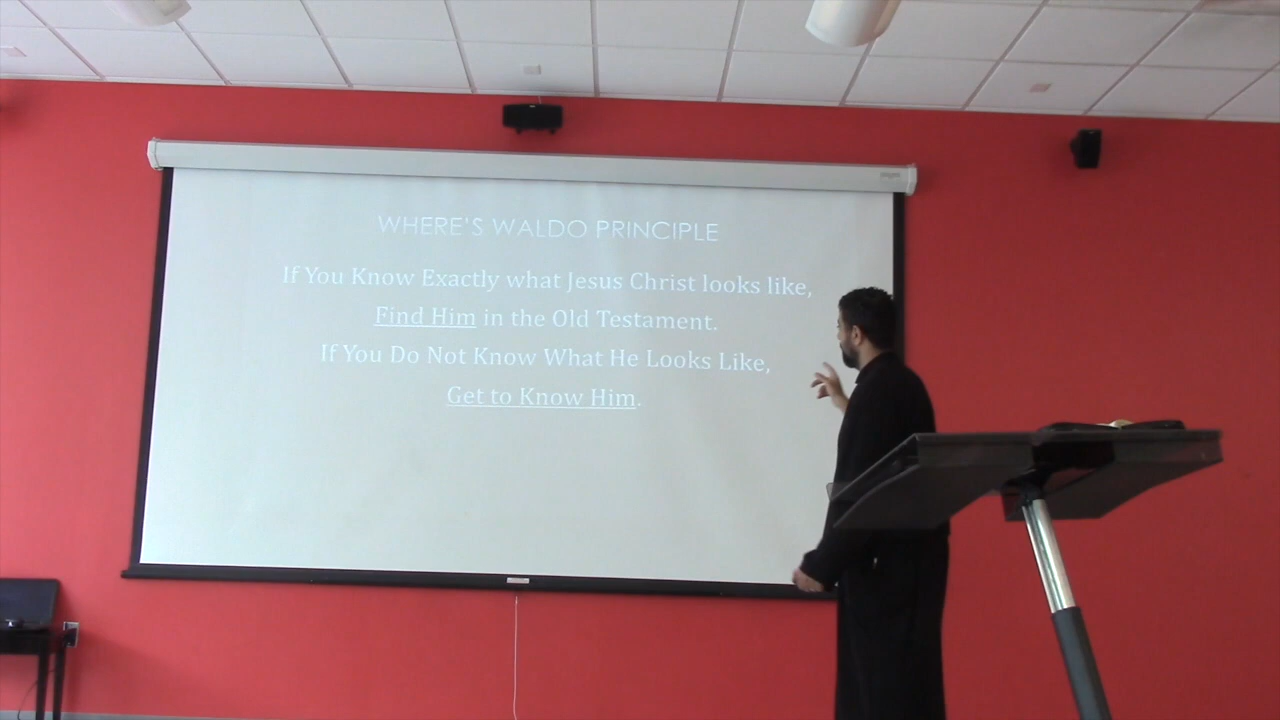 WHERE'S WALDO PRINCIPLE
If You Know Exactly what Jesus Christ looks like,
Find Him in the Old Testament.
If You Do Not Know What He Looks Like,
Get to Know Him.